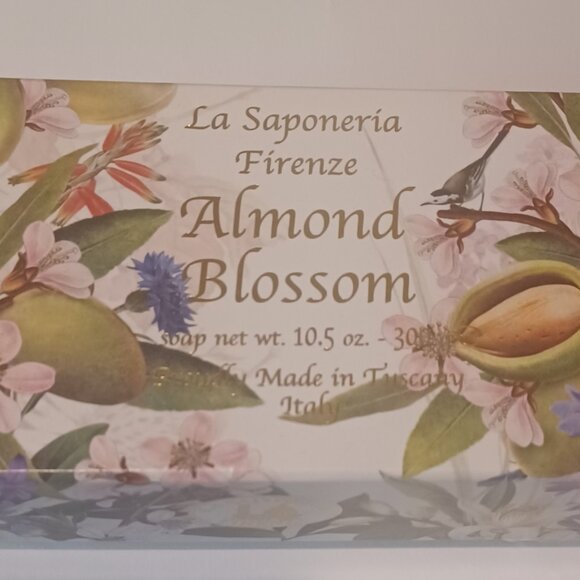 La Saponeria
Firenze
Almond
Blossom
soap net wt. 10.5 oz. -
Made in Tuscany
Italy